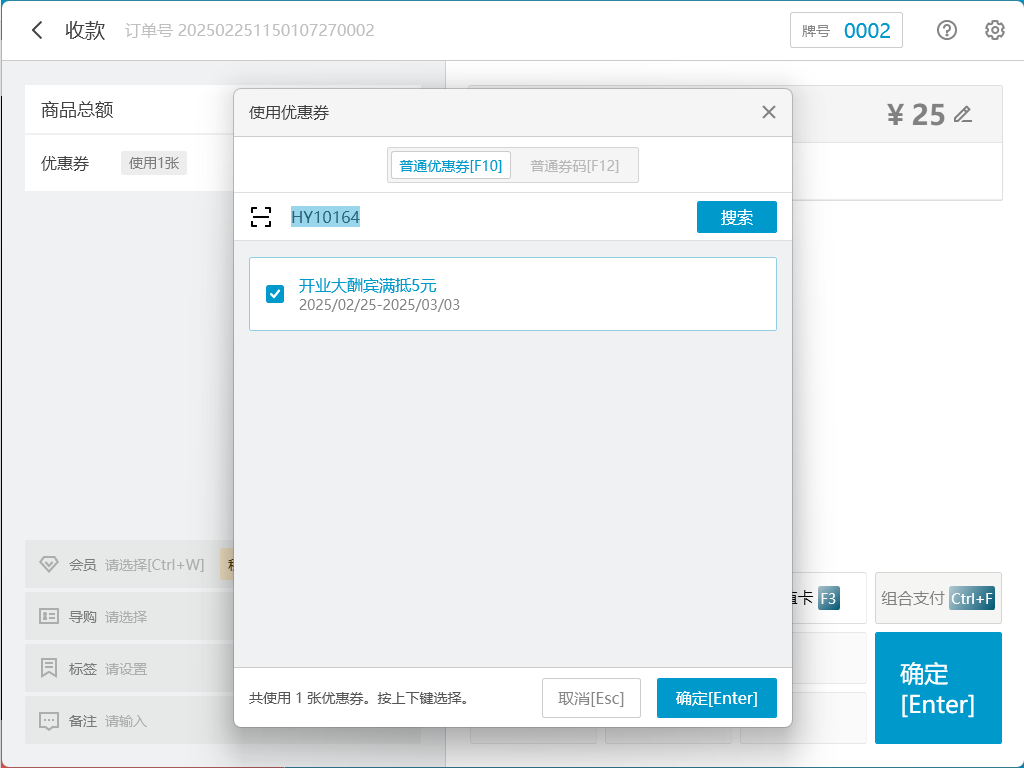 收款 订单号 202502251150107270002 牌号 0002
商品总额
¥ 25
优惠券 使用1张
使用优惠券
普通优惠券[F10] 普通券码[F12]
HY10164 搜索
开业大酬宾满抵5元
2025/02/25-2025/03/03
会员 请选择[Ctrl+W]
导购 请选择
标签 请设置
备注 请输入
卡 F3 组合支付 Ctrl+F
确定
[Enter]
共使用 1 张优惠券。按上下键选择。 取消[Esc] 确定[Enter]